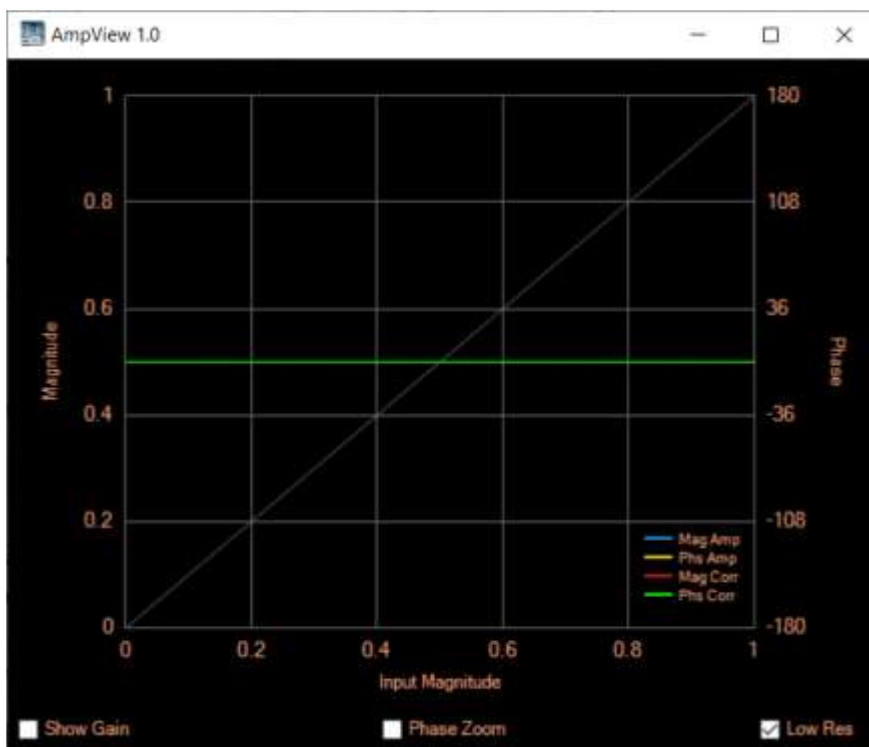 AmpView 1.0
1
180
0.8
108
0.6
36
Magnitude
Phase
0.4
-36
0.2
-108
Mag Amp
Phs Amp
Mag Corr
Phs Corr
0
-180
0 0.2 0.4 0.6 0.8 1
Input Magnitude
Show Gain Phase Zoom Low Res